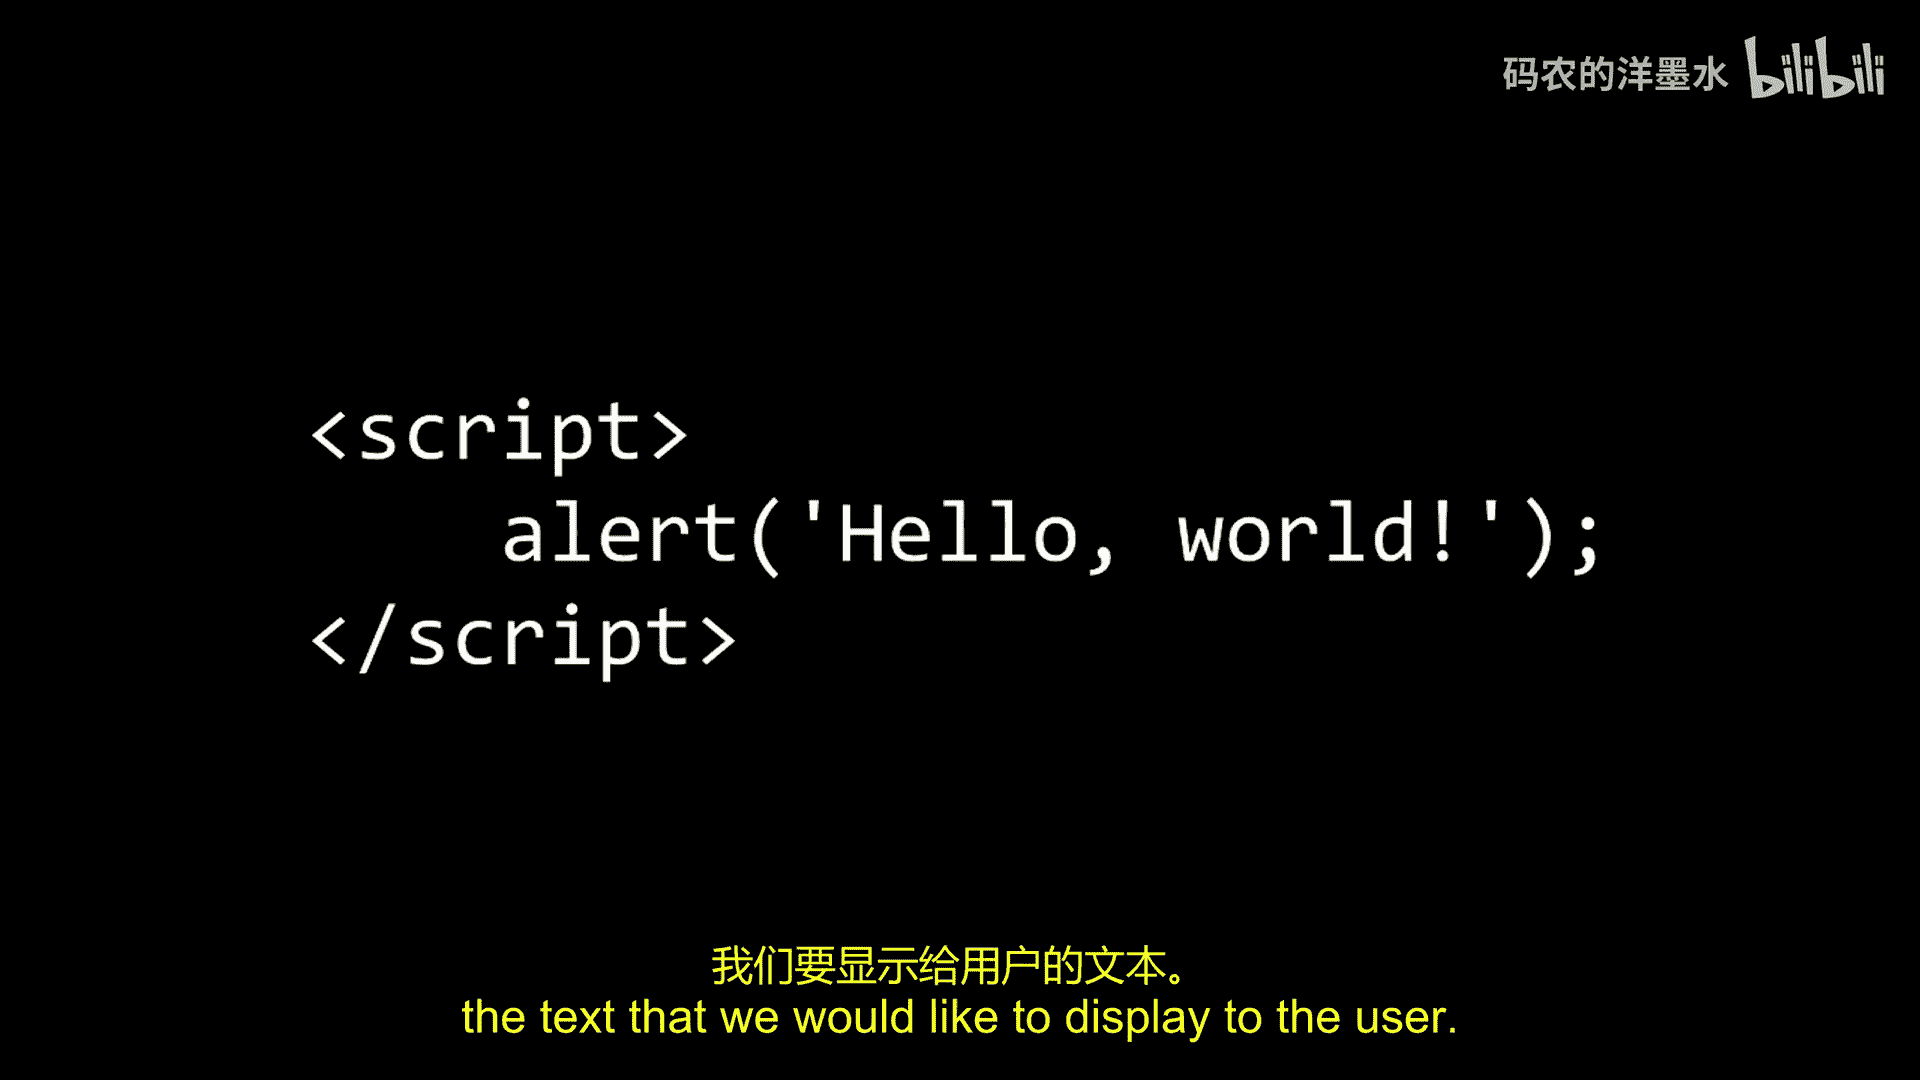 码农的洋墨水 bilibili
<script>
    alert('Hello, world!');
</script>
我们要显示给用户的文本。
the text that we would like to display to the user.